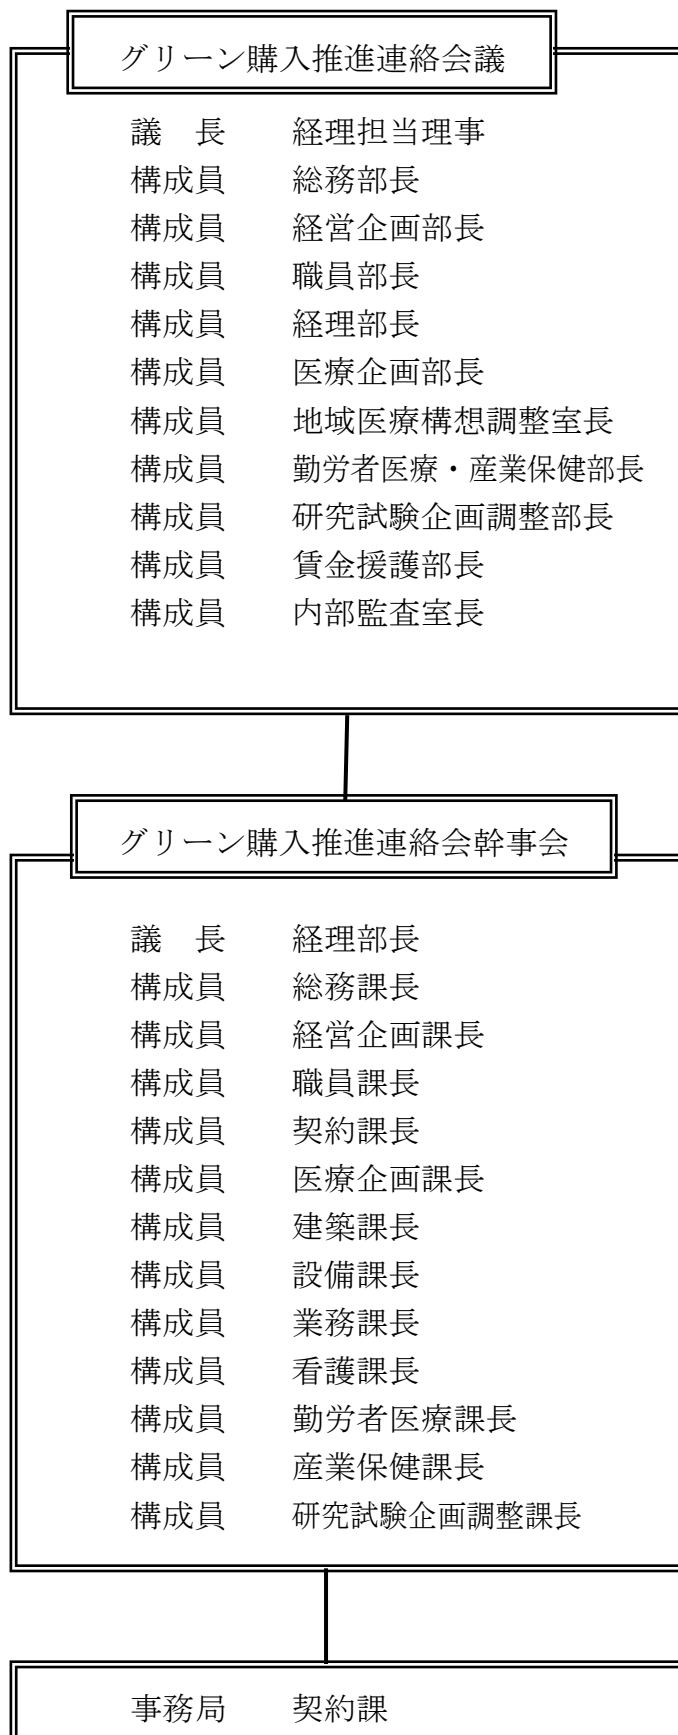 グリーン購入推進連絡会議
議　長　　経理担当理事
構成員　　総務部長
構成員　　経営企画部長
構成員　　職員部長
構成員　　経理部長
構成員　　医療企画部長
構成員　　地域医療構想調整室長
構成員　　勤労者医療・産業保健部長
構成員　　研究試験企画調整部長
構成員　　賃金援護部長
構成員　　内部監査室長
グリーン購入推進連絡会幹事会
議　長　　経理部長
構成員　　総務課長
構成員　　経営企画課長
構成員　　職員課長
構成員　　契約課長
構成員　　医療企画課長
構成員　　建築課長
構成員　　設備課長
構成員　　業務課長
構成員　　看護課長
構成員　　勤労者医療課長
構成員　　産業保健課長
構成員　　研究試験企画調整課長
事務局　　契約課